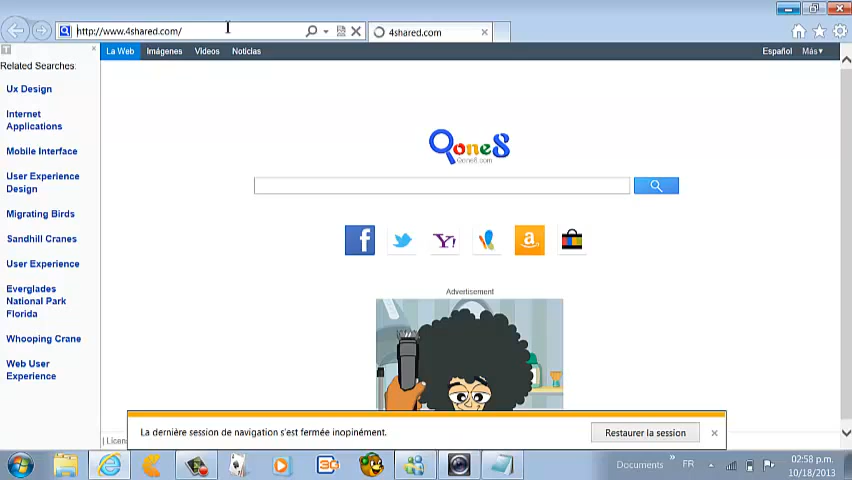 http://www.4shared.com/
4shared.com
La Web Imágenes Videos Noticias Español Más
T
Related Searches:
Ux Design
Internet
Applications
Mobile Interface
User Experience
Design
Migrating Birds
Sandhill Cranes
User Experience
Everglades
National Park
Florida
Whooping Crane
Web User
Experience
Qone8
Qone8.com
f Y! a
Advertisement
La dernière session de navigation s'est fermée inopinément. Restaurer la session
| Licen
Documents » FR 02:58 p.m.
10/18/2013